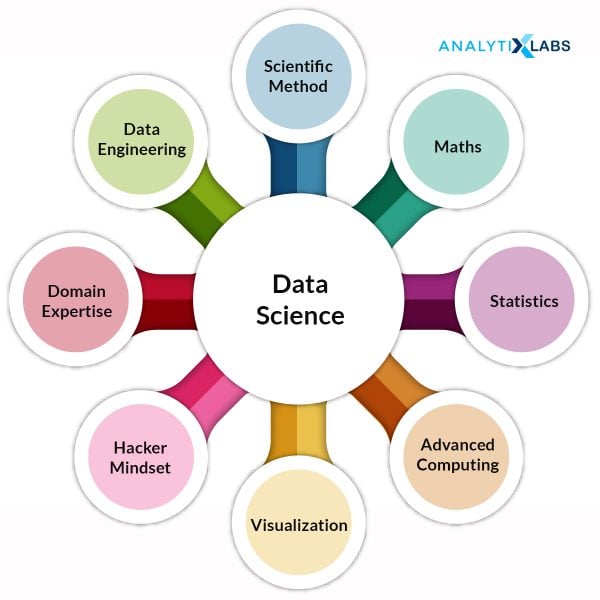 ANALYTIXLABS
Scientific
Method
Maths
Statistics
Advanced
Computing
Visualization
Hacker
Mindset
Domain
Expertise
Data
Engineering
Data
Science